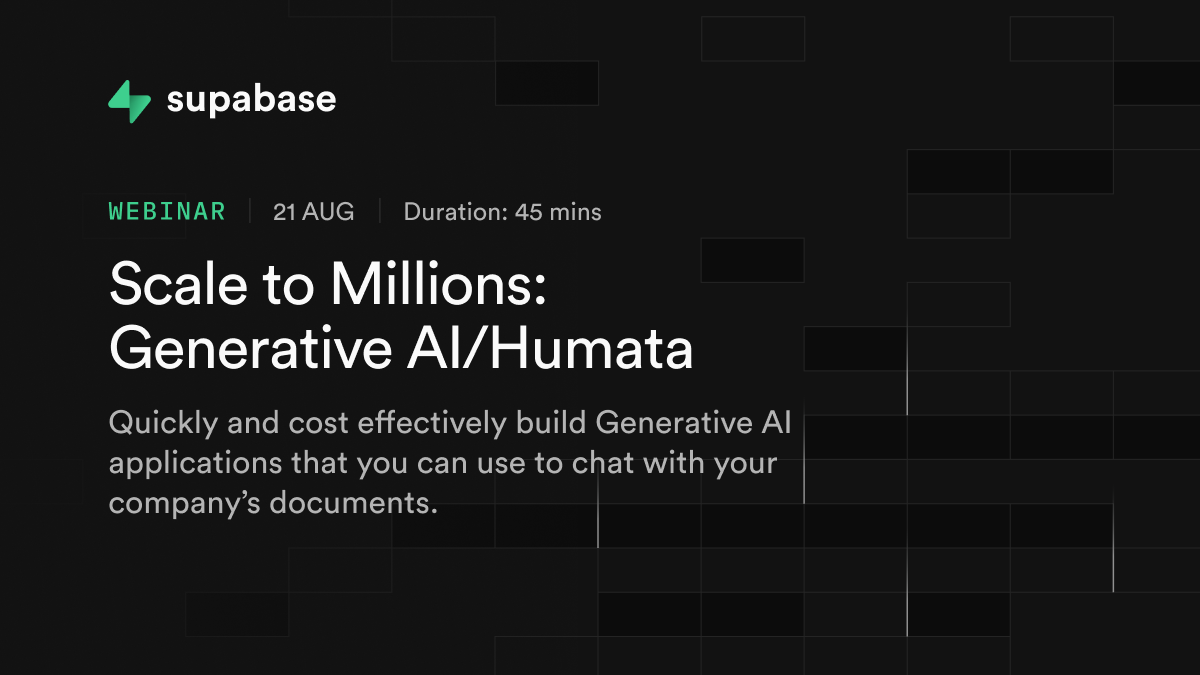 supabase
WEBINAR | 21 AUG | Duration: 45 mins
Scale to Millions:
Generative AI/Humata
Quickly and cost effectively build Generative AI
applications that you can use to chat with your
company’s documents.